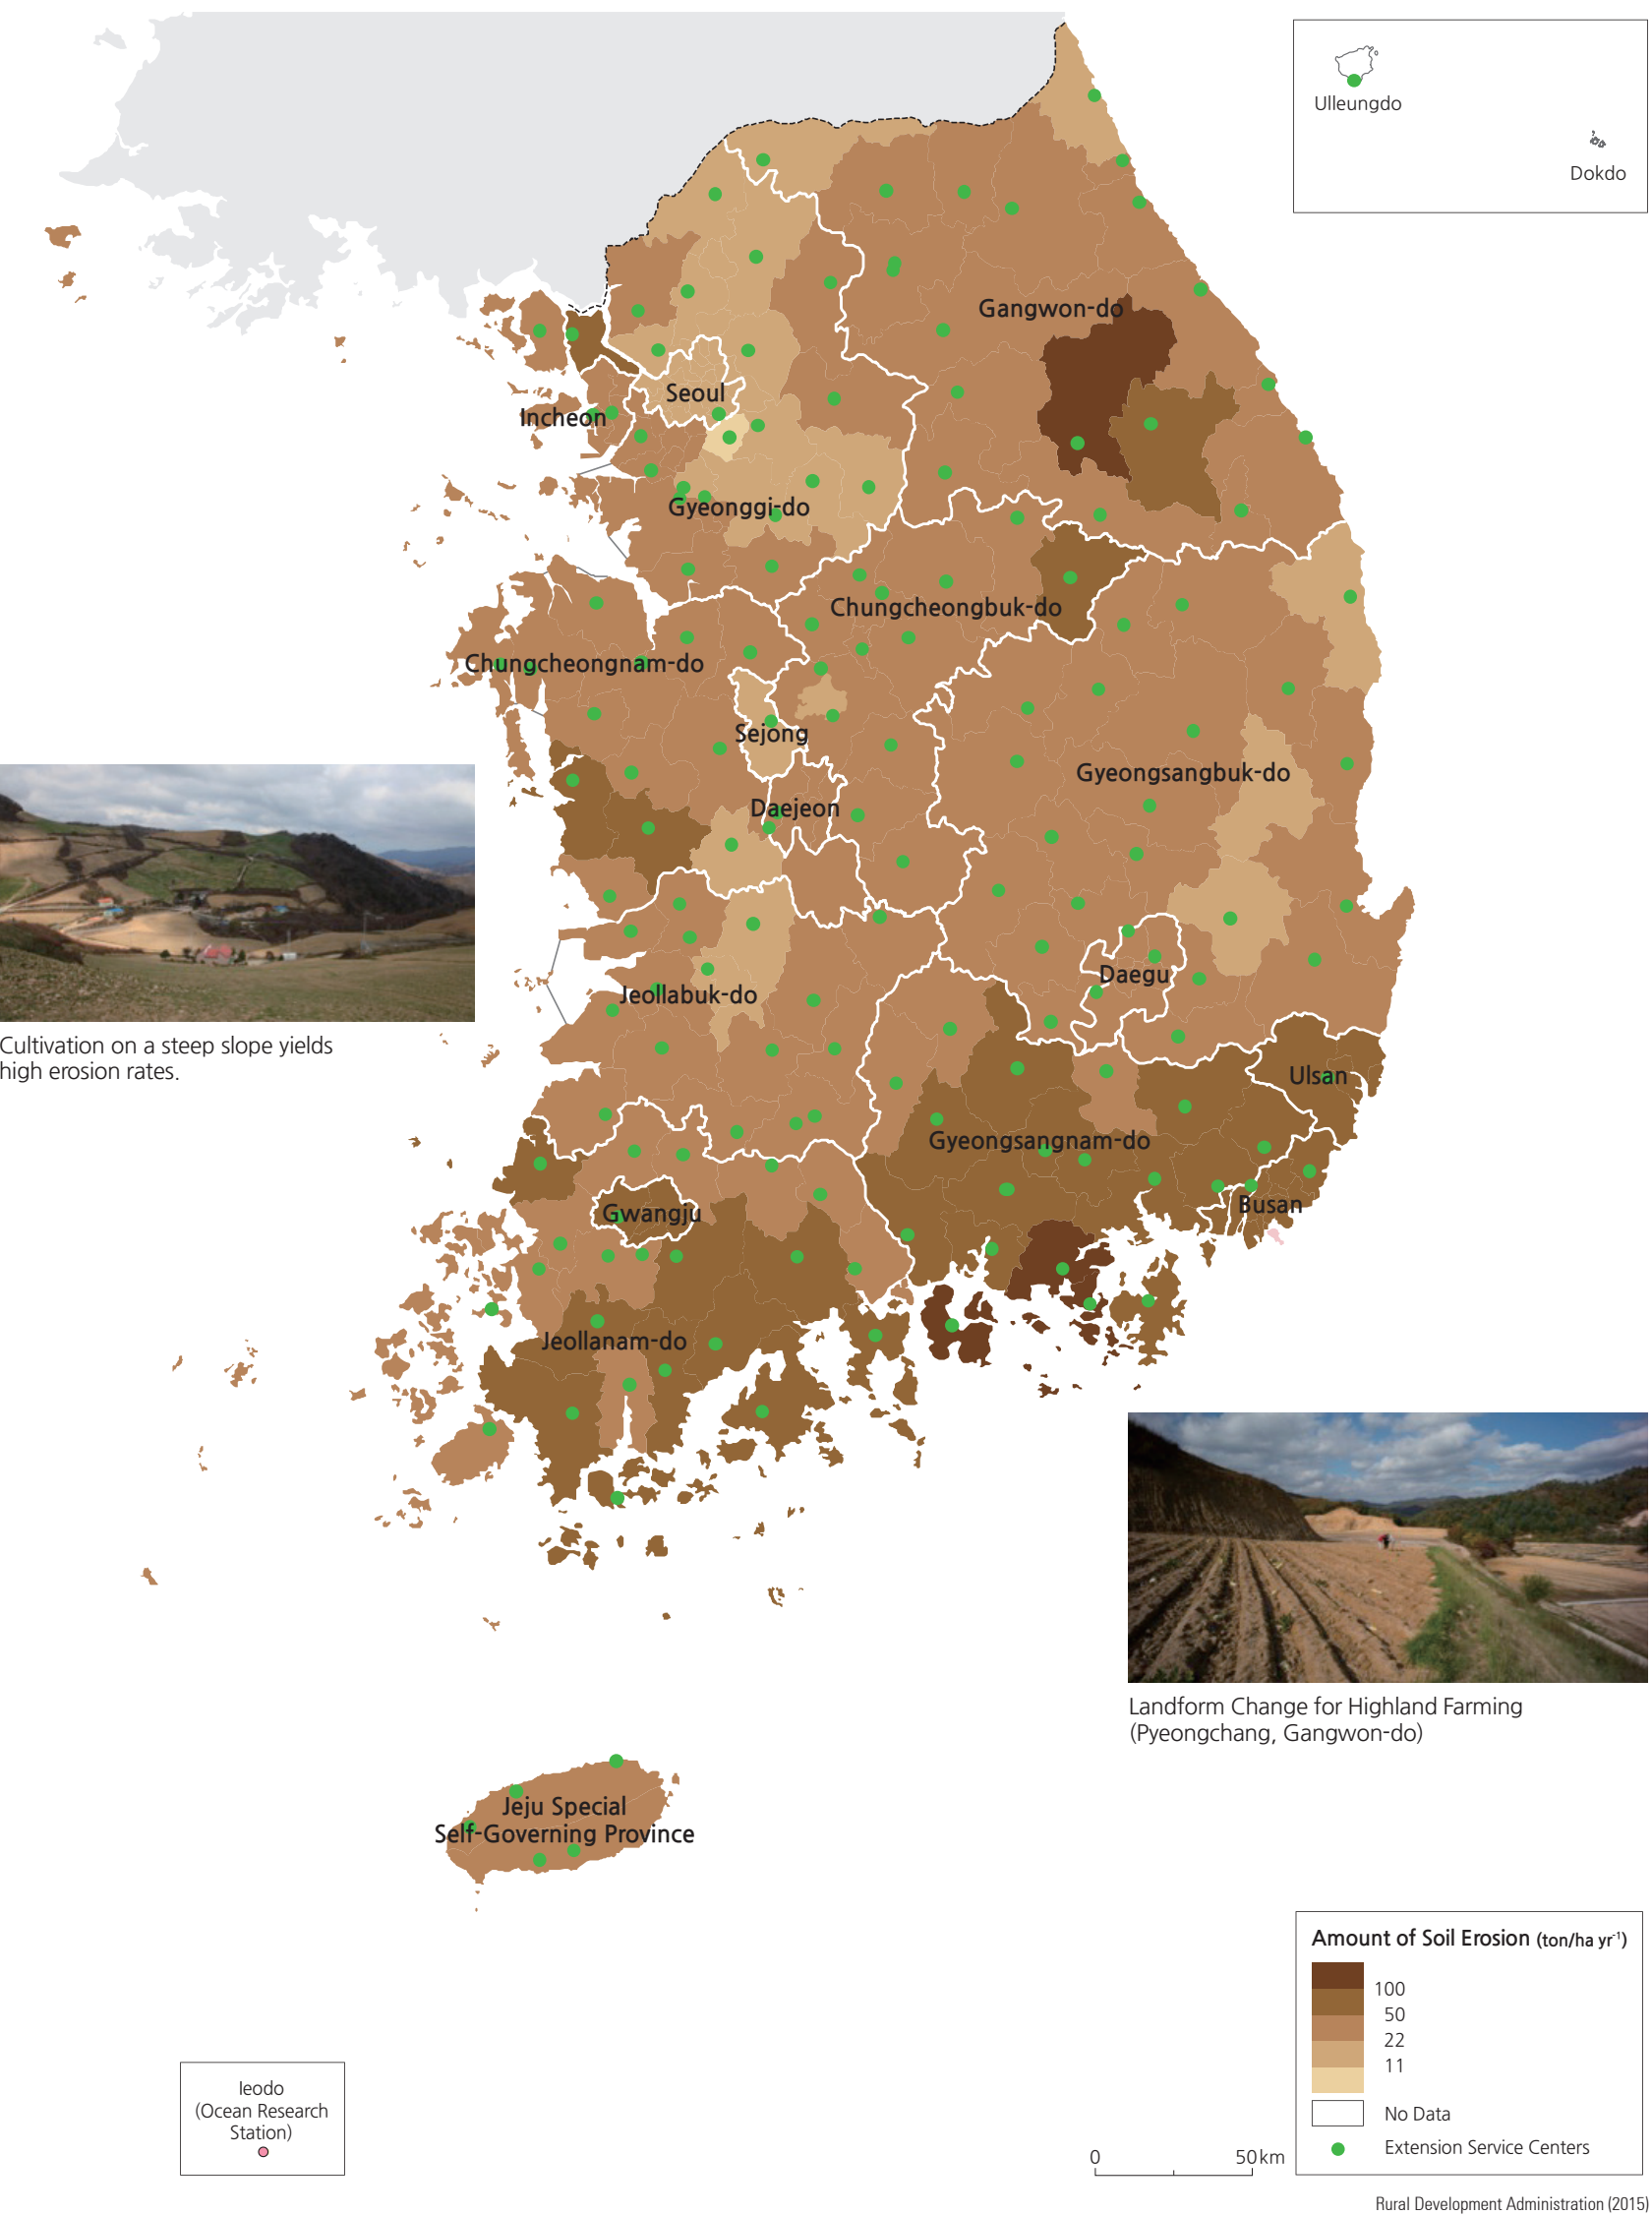 Ulleungdo
Dokdo
Gangwon-do
Seoul
Incheon
Gyeonggi-do
Chungcheongbuk-do
Chungcheongnam-do
Sejong
Gyeongsangbuk-do
Daejeon
Daegu
Jeollabuk-do
Cultivation on a steep slope yields
high erosion rates.
Ulsan
Gyeongsangnam-do
Busan
Gwangju
Jeollanam-do
Landform Change for Highland Farming
(Pyeongchang, Gangwon-do)
Jeju Special
Self-Governing Province
Amount of Soil Erosion (ton/ha yr⁻¹)
100
50
22
11
No Data
Extension Service Centers
Ieodo
(Ocean Research
Station)
0 50km
Rural Development Administration (2015)